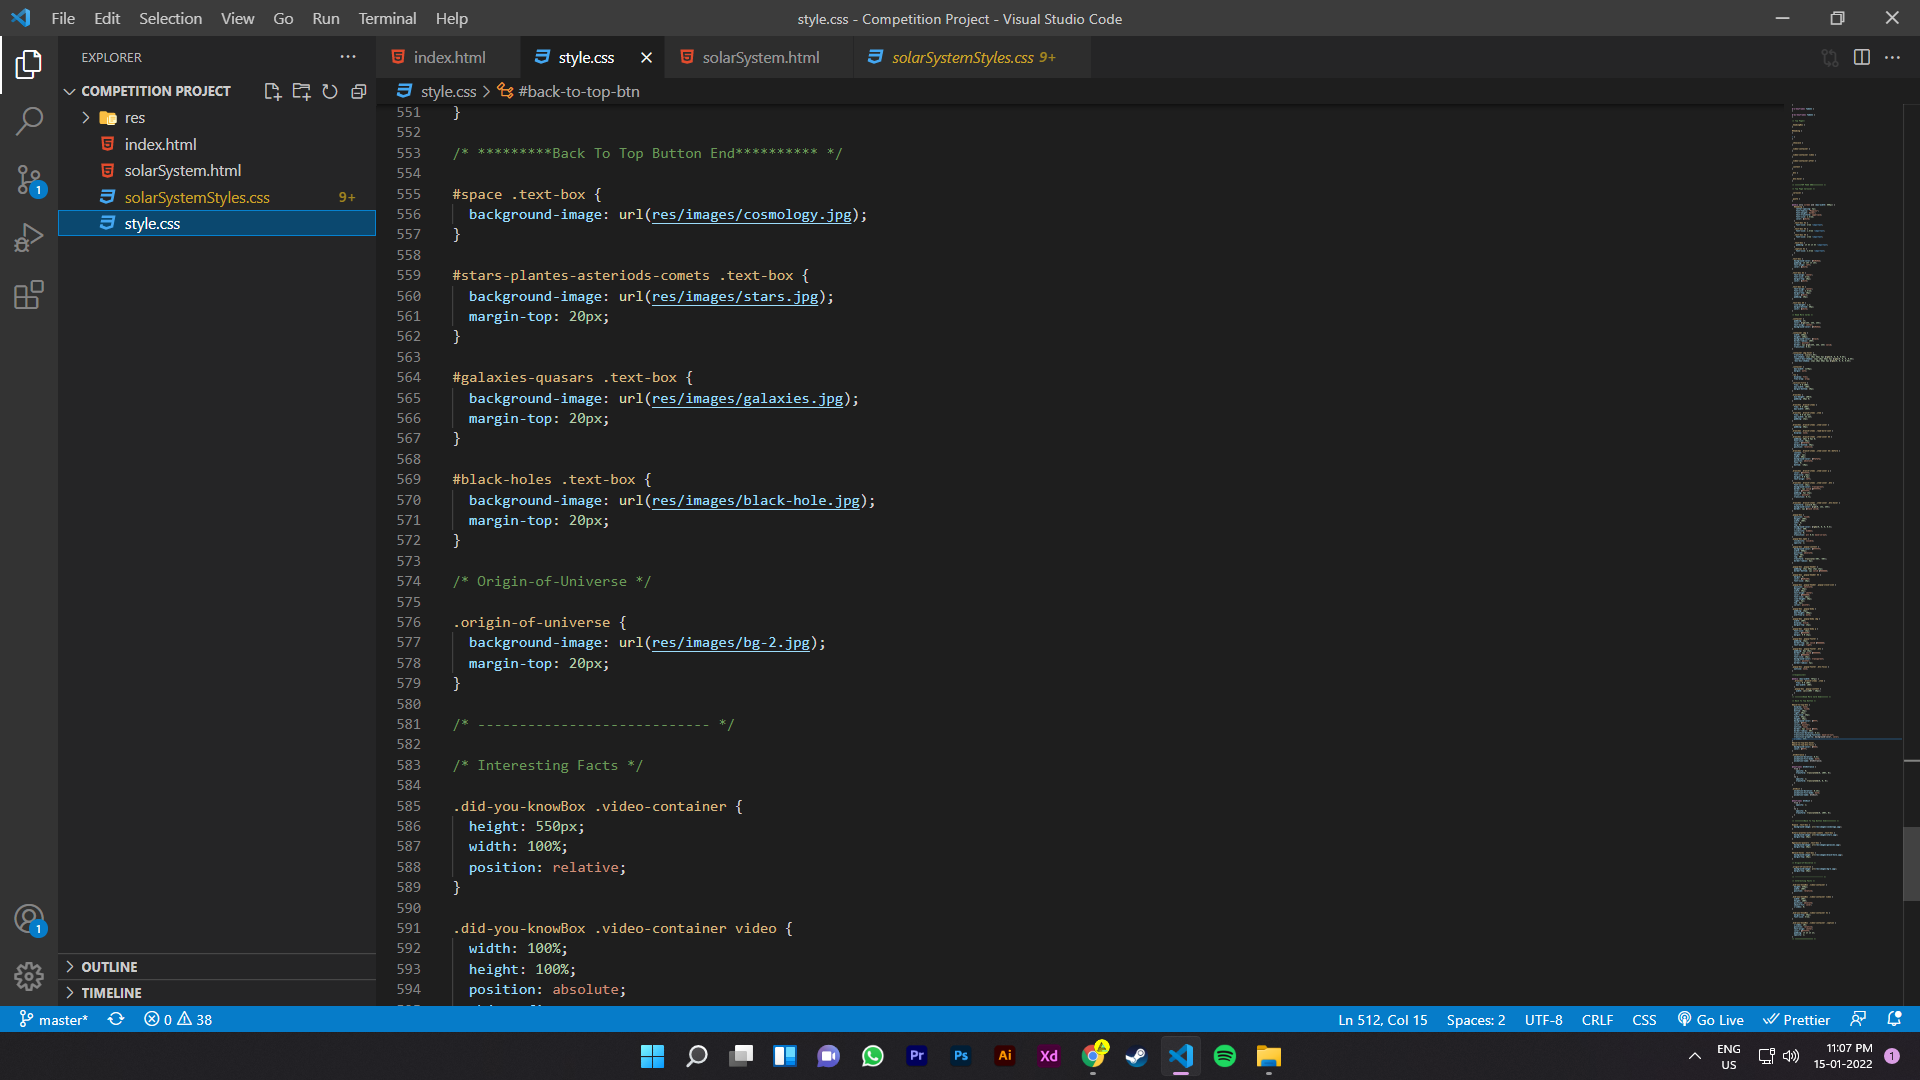 File Edit Selection View Go Run Terminal Help
style.css - Competition Project - Visual Studio Code
EXPLORER
index.html
style.css
solarSystem.html
solarSystemStyles.css 9+
COMPETITION PROJECT
style.css > #back-to-top-btn
res
index.html
solarSystem.html
solarSystemStyles.css 9+
style.css
551 }
552
553 /* *********Back To Top Button End********** */
554
555 #space .text-box {
556 background-image: url(res/images/cosmology.jpg);
557 }
558
559 #stars-plantes-asteriods-comets .text-box {
560 background-image: url(res/images/stars.jpg);
561 margin-top: 20px;
562 }
563
564 #galaxies-quasars .text-box {
565 background-image: url(res/images/galaxies.jpg);
566 margin-top: 20px;
567 }
568
569 #black-holes .text-box {
570 background-image: url(res/images/black-hole.jpg);
571 margin-top: 20px;
572 }
573
574 /* Origin-of-Universe */
575
576 .origin-of-universe {
577 background-image: url(res/images/bg-2.jpg);
578 margin-top: 20px;
579 }
580
581 /* ---------------------------- */
582
583 /* Interesting Facts */
584
585 .did-you-knowBox .video-container {
586 height: 550px;
587 width: 100%;
588 position: relative;
589 }
590
591 .did-you-knowBox .video-container video {
592 width: 100%;
593 height: 100%;
594 position: absolute;
1
1
OUTLINE
TIMELINE
master* 0 38
Ln 512, Col 15 Spaces: 2 UTF-8 CRLF CSS Go Live Prettier
Pr Ps Ai Xd
ENG
US
11:07 PM
15-01-2022
1